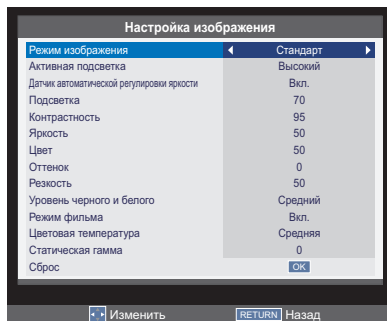 Настройка изображения
Режим изображения Стандарт
Активная подсветка Высокий
Датчик автоматической регулировки яркости Вкл.
Подсветка 70
Контрастность 95
Яркость 50
Цвет 50
Оттенок 0
Резкость 50
Уровень черного и белого Средний
Режим фильма Вкл.
Цветовая температура Средняя
Статическая гамма 0
Сброс OK
Изменить RETURN Назад